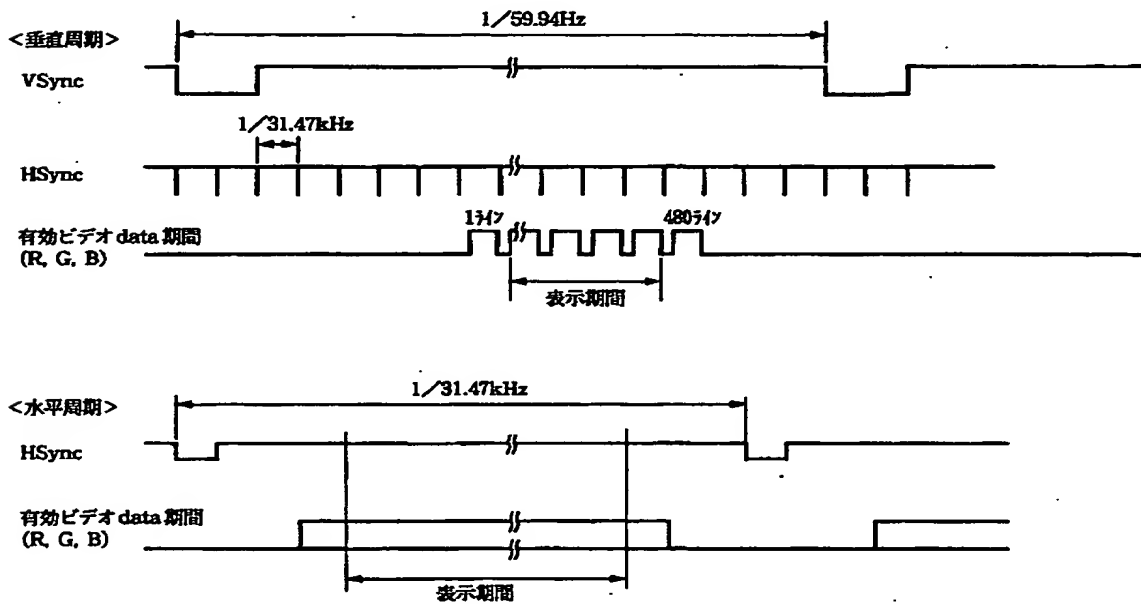 1/59.94Hz
<垂直周期>
VSync
1/31.47kHz
HSync
1ライン
480ライン
有効ビデオdata期間
(R, G, B)
表示期間
1/31.47kHz
<水平周期>
HSync
有効ビデオdata期間
(R, G, B)
表示期間